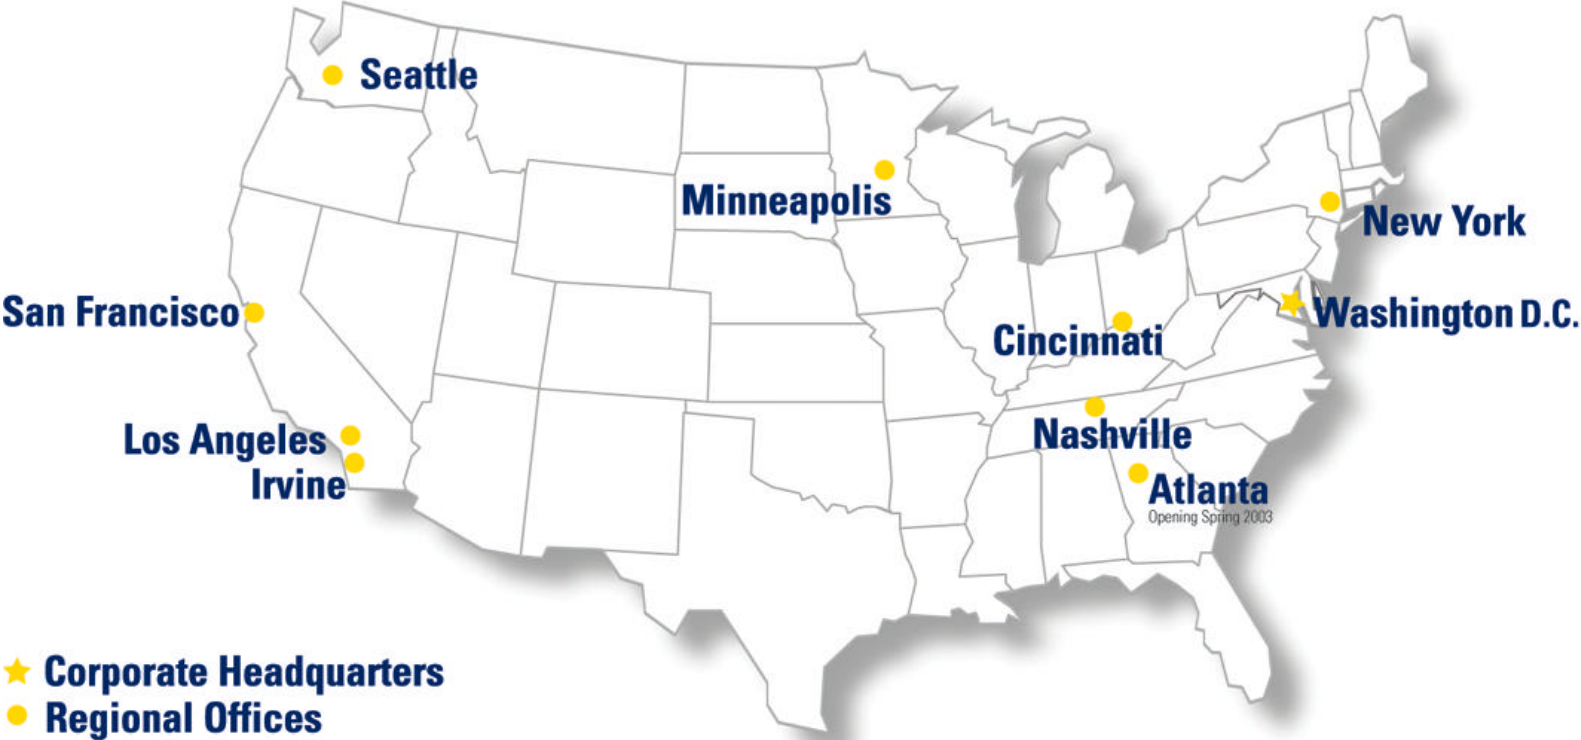 Seattle
Minneapolis
New York
San Francisco
Washington D.C.
Cincinnati
Los Angeles
Nashville
Irvine
Atlanta
Opening Spring 2003
Corporate Headquarters
Regional Offices